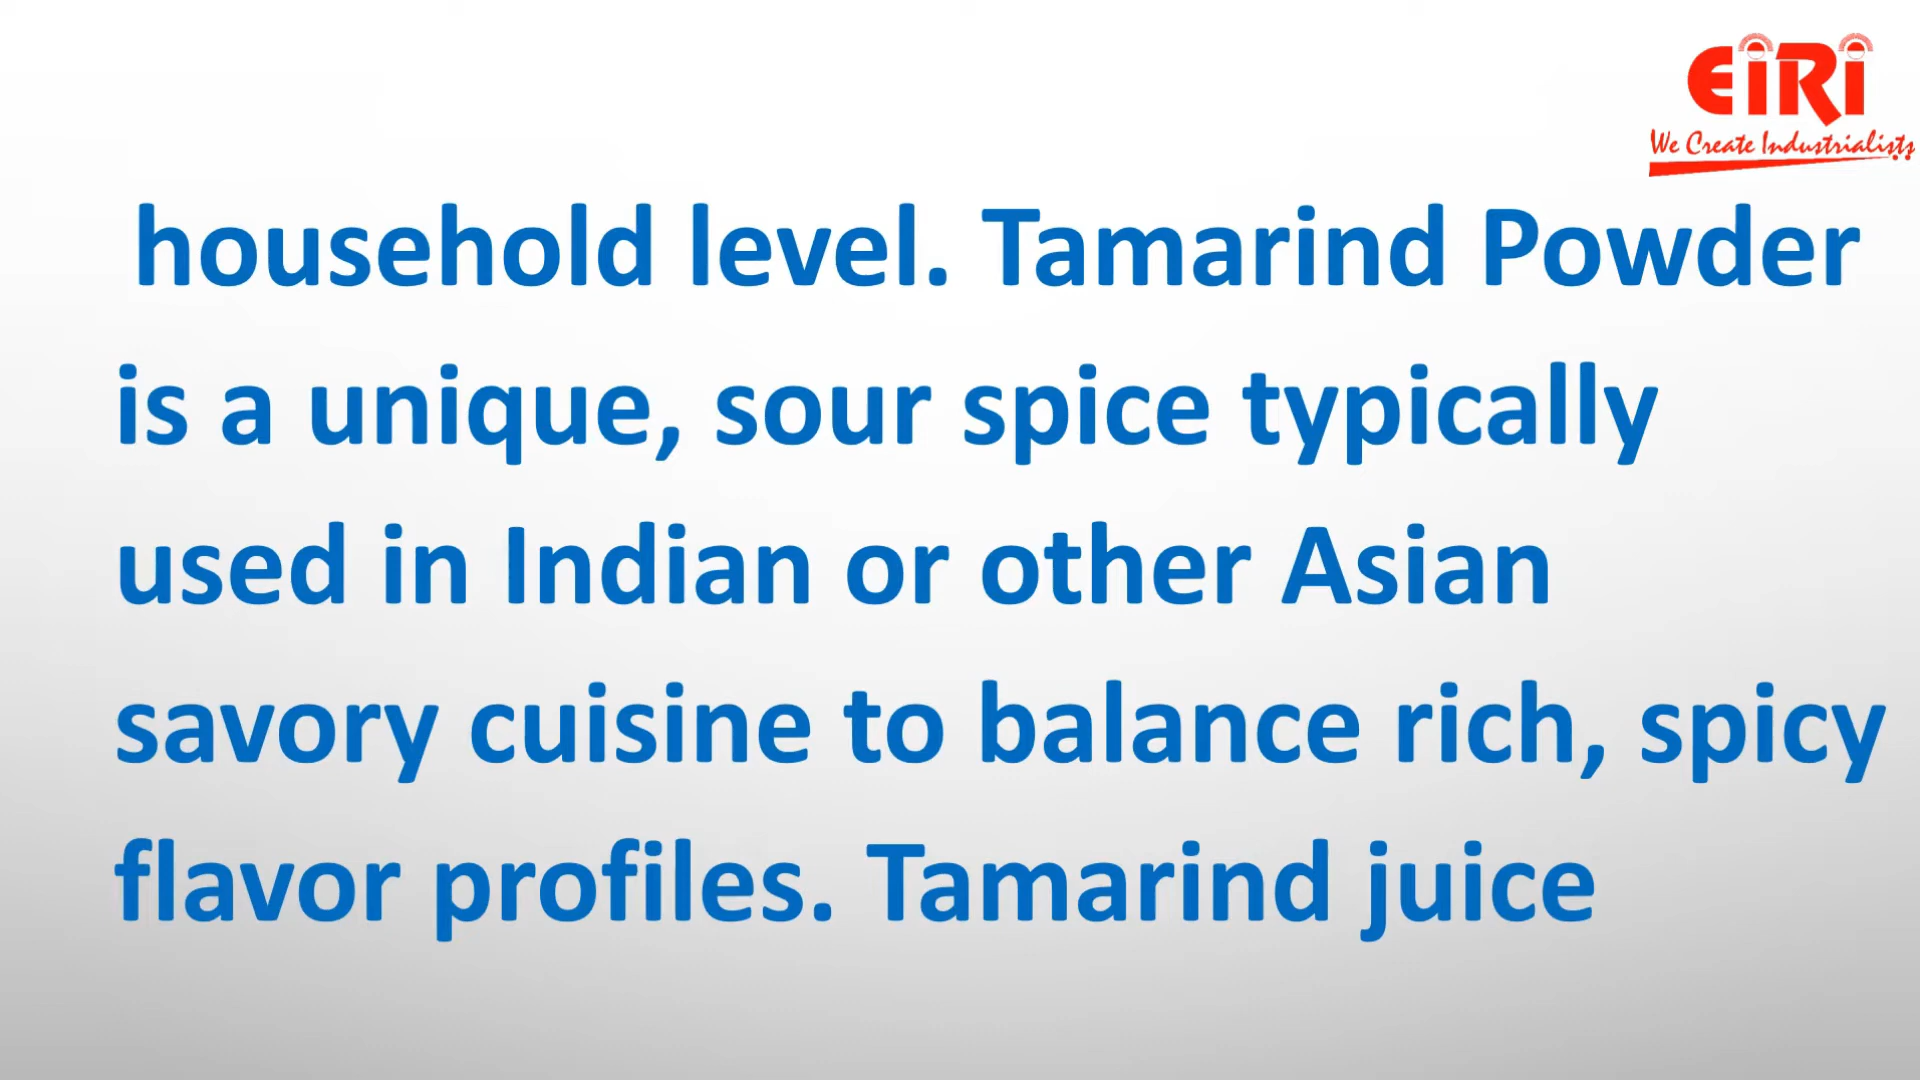 EiRi
We Create Industrialists
household level. Tamarind Powder
is a unique, sour spice typically
used in Indian or other Asian
savory cuisine to balance rich, spicy
flavor profiles. Tamarind juice